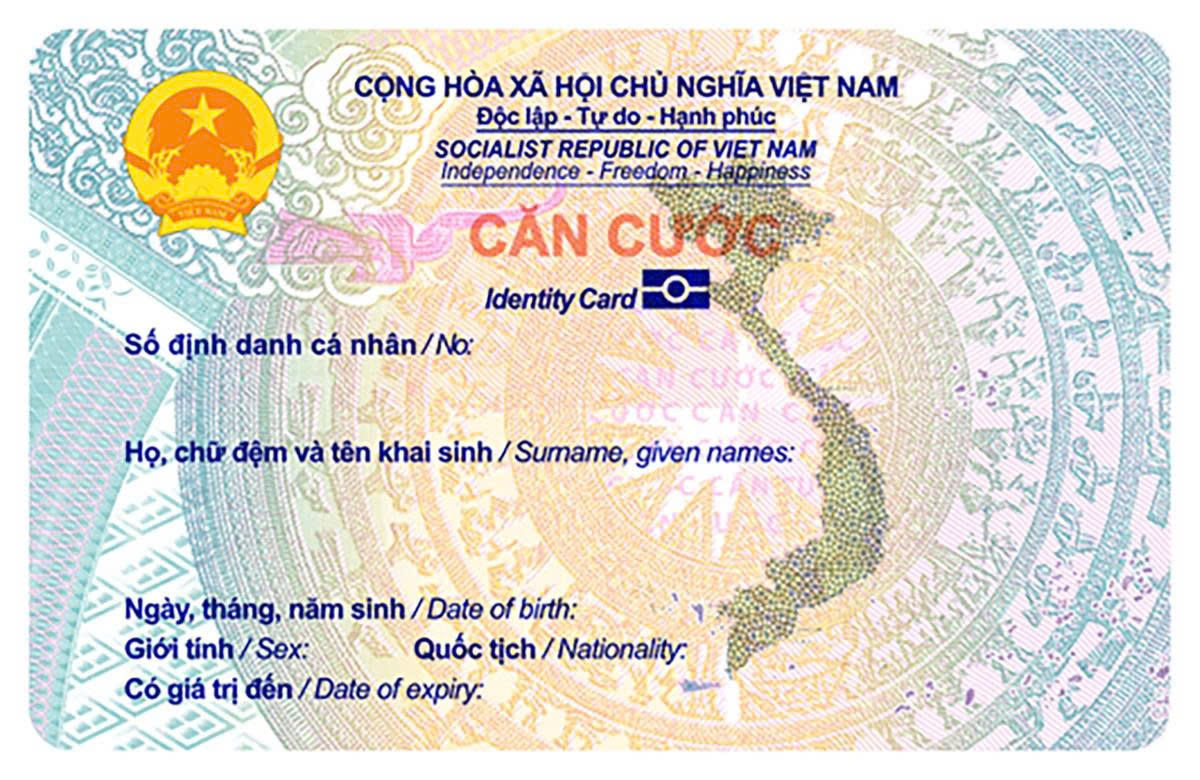 CỘNG HÒA XÃ HỘI CHỦ NGHĨA VIỆT NAM
Độc lập - Tự do - Hạnh phúc
SOCIALIST REPUBLIC OF VIET NAM
Independence - Freedom - Happiness
VIỆT NAM
CĂN CƯỚC
Identity Card
Số định danh cá nhân / No:
Họ, chữ đệm và tên khai sinh / Surname, given names:
Ngày, tháng, năm sinh / Date of birth:
Giới tính / Sex: Quốc tịch / Nationality:
Có giá trị đến / Date of expiry: